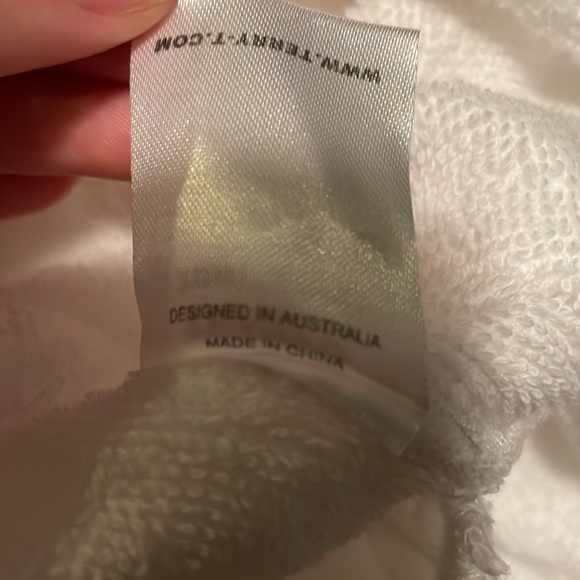 WWW.TERRY-T.COM
DESIGNED IN AUSTRALIA
MADE IN CHINA